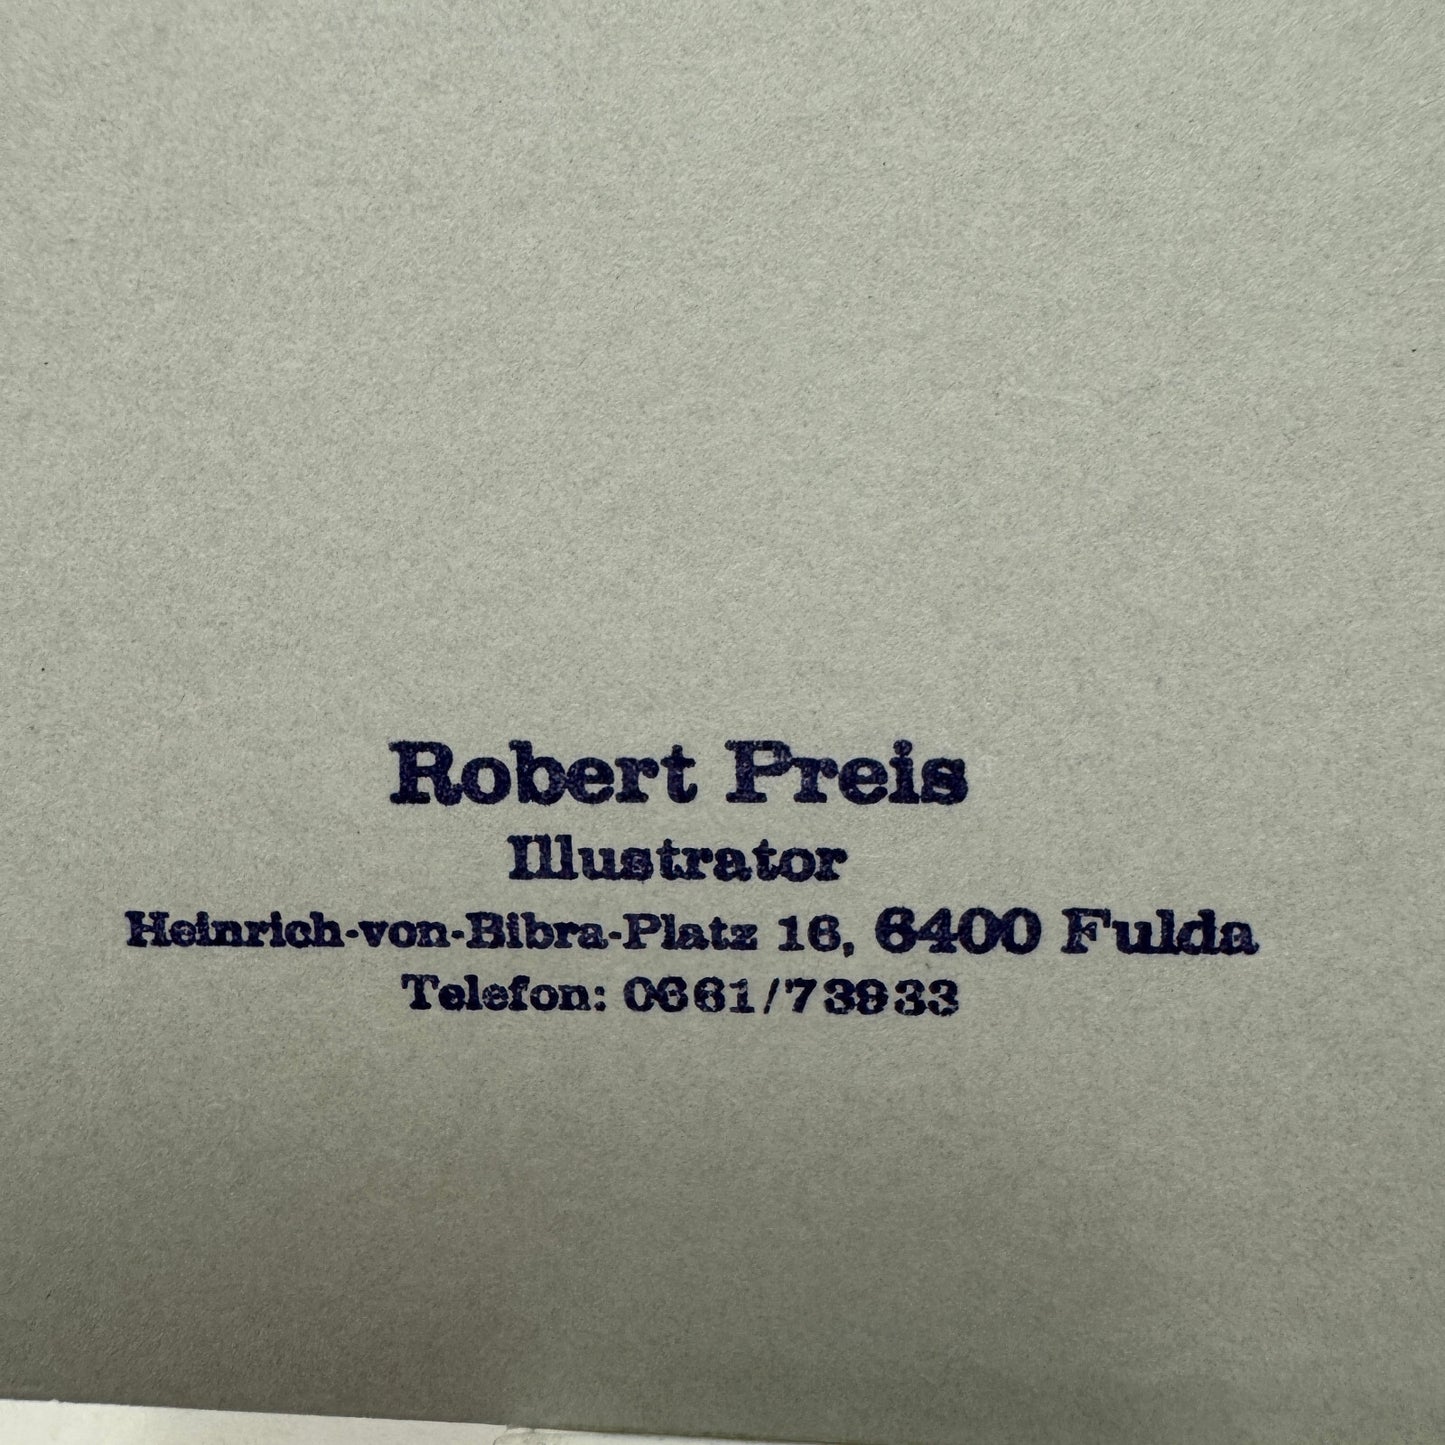 Robert Preis
Illustrator
Heinrich-von-Bibra-Platz 16, 6400 Fulda
Telefon: 0661/73933